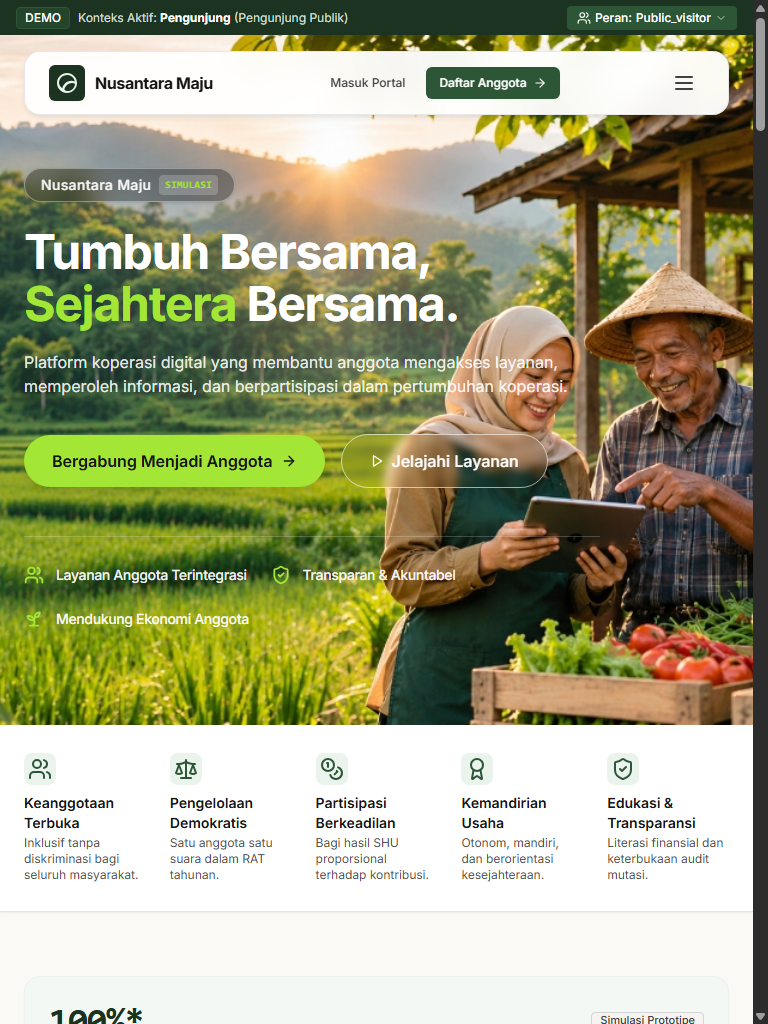 DEMO Konteks Aktif: Pengunjung (Pengunjung Publik) Peran: Public_visitor
Nusantara Maju Masuk Portal Daftar Anggota
Nusantara Maju SIMULASI
Tumbuh Bersama,
Sejahtera Bersama.
Platform koperasi digital yang membantu anggota mengakses layanan,
memperoleh informasi, dan berpartisipasi dalam pertumbuhan koperasi.
Bergabung Menjadi Anggota Jelajahi Layanan
Layanan Anggota Terintegrasi Transparan & Akuntabel
Mendukung Ekonomi Anggota
Keanggotaan
Terbuka
Inklusif tanpa
diskriminasi bagi
seluruh masyarakat.
Pengelolaan
Demokratis
Satu anggota satu
suara dalam RAT
tahunan.
Partisipasi
Berkeadilan
Bagi hasil SHU
proporsional
terhadap kontribusi.
Kemandirian
Usaha
Otonom, mandiri,
dan berorientasi
kesejahteraan.
Edukasi &
Transparansi
Literasi finansial dan
keterbukaan audit
mutasi.
100%* Simulasi Prototipe